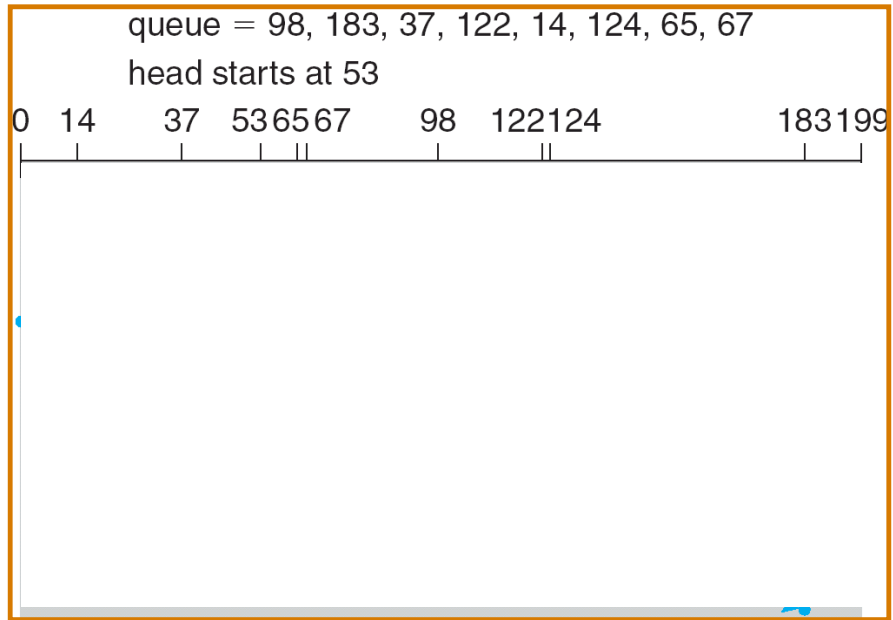 queue = 98, 183, 37, 122, 14, 124, 65, 67
head starts at 53
0 14 37 53 65 67 98 122 124 183 199